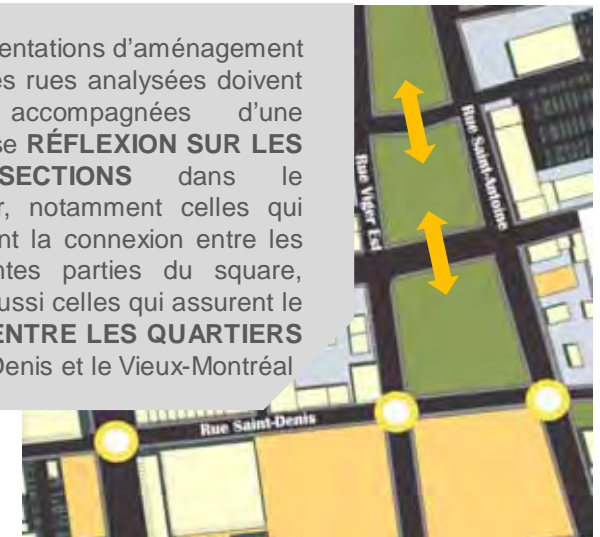 entations d'aménagement
es rues analysées doivent
accompagnées d'une
se RÉFLEXION SUR LES
SECTIONS dans le
r, notamment celles qui
nt la connexion entre les
ntes parties du square,
ussi celles qui assurent le
ENTRE LES QUARTIERS
Denis et le Vieux-Montréal
Rue Viger Est
Rue Saint-Antoine
Rue Saint-Denis